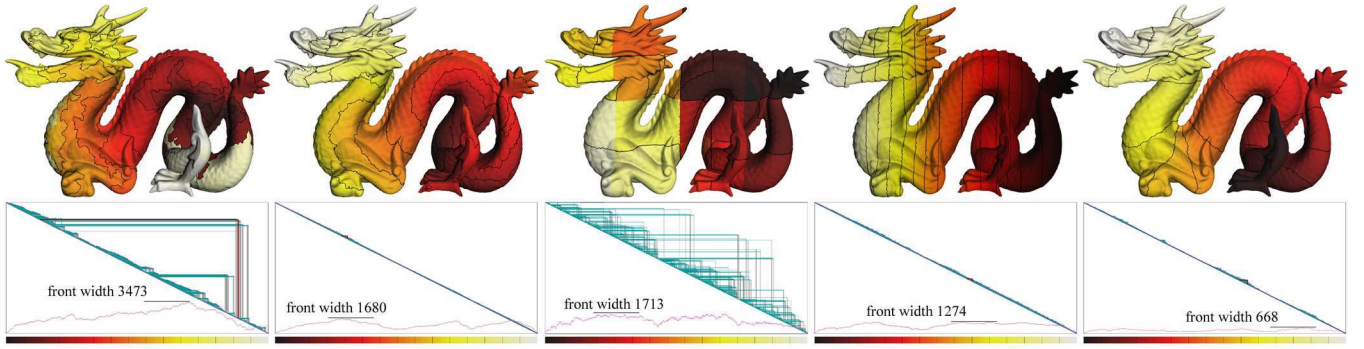 front width 3473
front width 1680
front width 1713
front width 1274
front width 668